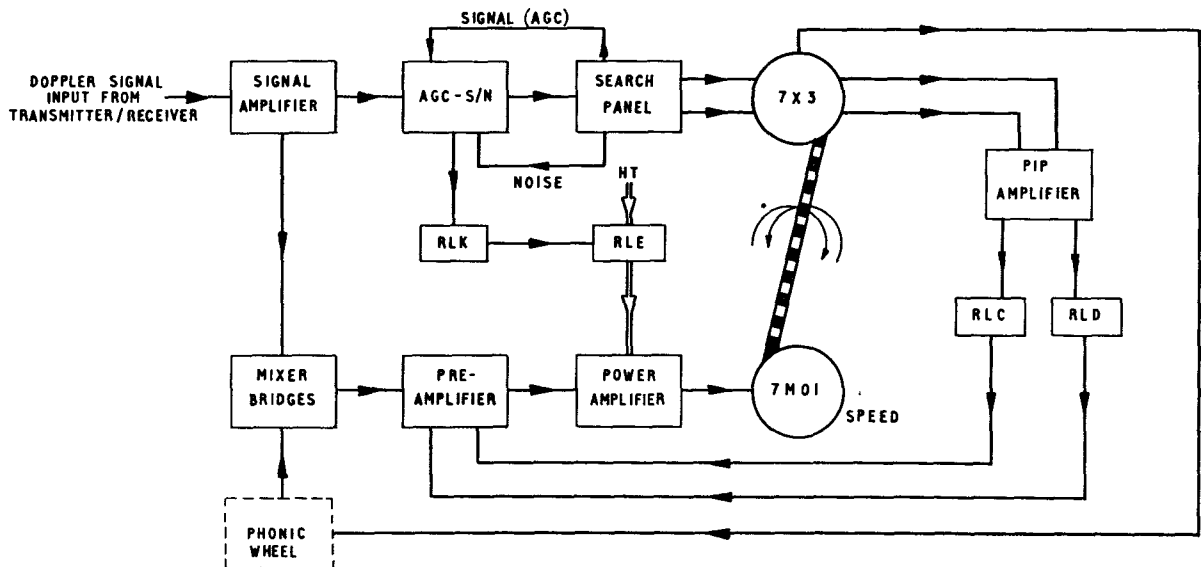 SIGNAL (AGC)
DOPPLER SIGNAL
INPUT FROM
TRANSMITTER/RECEIVER
SIGNAL
AMPLIFIER
AGC-S/N
SEARCH
PANEL
7X3
NOISE
HT
PIP
AMPLIFIER
RLK
RLE
RLC
RLD
MIXER
BRIDGES
PRE-
AMPLIFIER
POWER
AMPLIFIER
7M01
SPEED
PHONIC
WHEEL